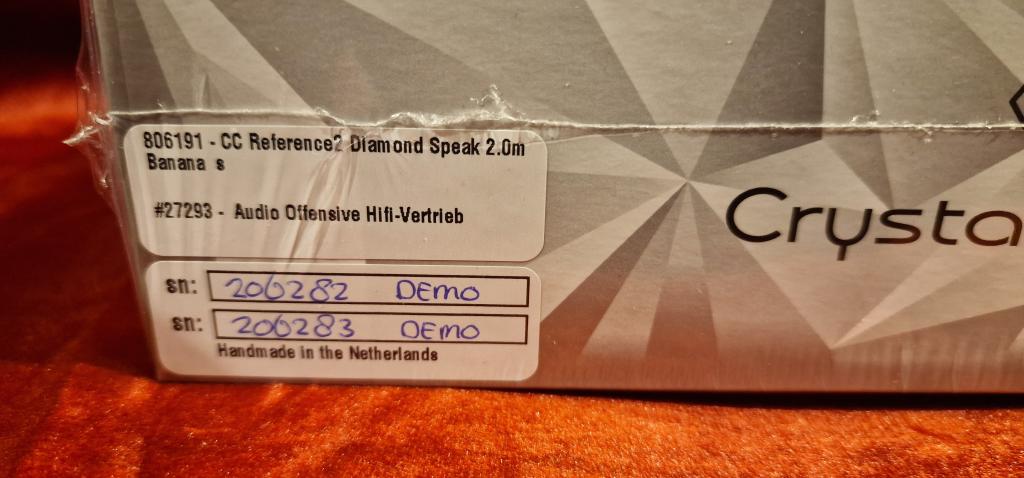 806191 - CC Reference2 Diamond Speak 2.0m
Banana s
#27293 - Audio Offensive Hifi-Vertrieb
Crysta
sn: 206282 DEMO
sn: 206283 DEMO
Handmade in the Netherlands